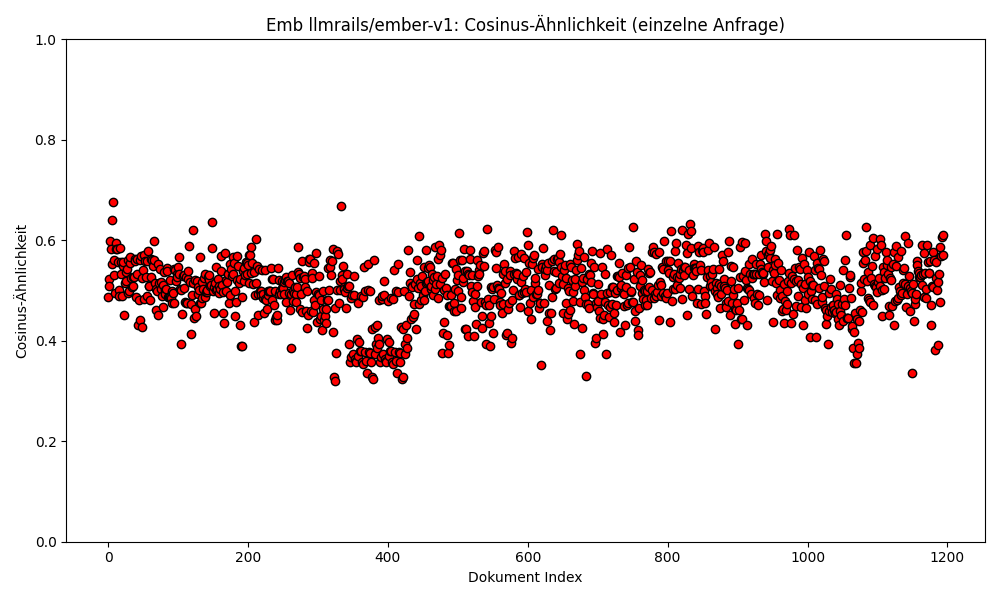 Emb llmrails/ember-v1: Cosinus-Ähnlichkeit (einzelne Anfrage)
1.0
0.8
0.6
0.4
0.2
0.0
Cosinus-Ähnlichkeit
0 200 400 600 800 1000 1200
Dokument Index